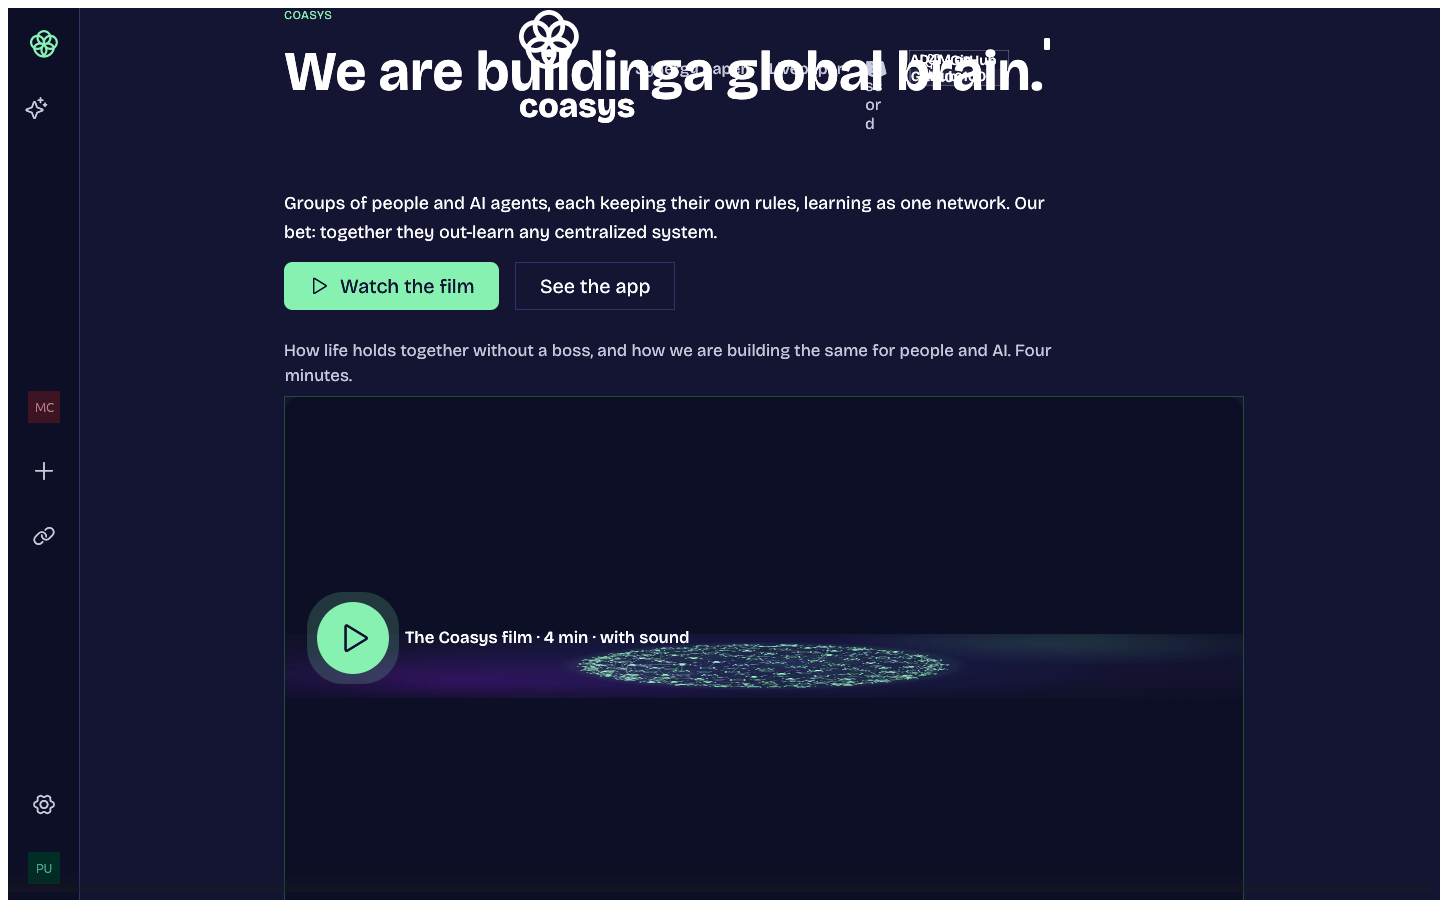 COASYS
We are building a global brain.
coasys
or
d
Groups of people and AI agents, each keeping their own rules, learning as one network. Our
bet: together they out-learn any centralized system.
Watch the film
See the app
How life holds together without a boss, and how we are building the same for people and AI. Four
minutes.
MC
The Coasys film · 4 min · with sound
PU